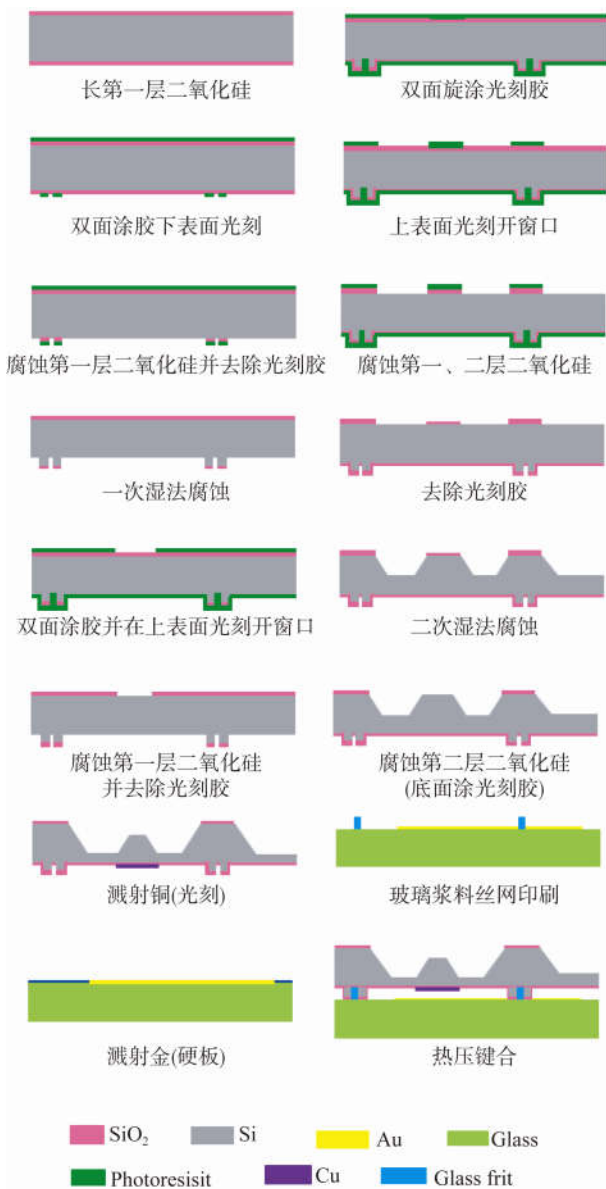 长第一层二氧化硅
双面旋涂光刻胶
双面涂胶下表面光刻
上表面光刻开窗口
腐蚀第一层二氧化硅并去除光刻胶
腐蚀第一、二层二氧化硅
一次湿法腐蚀
去除光刻胶
双面涂胶并在上表面光刻开窗口
二次湿法腐蚀
腐蚀第一层二氧化硅
并去除光刻胶
腐蚀第二层二氧化硅
(底面涂光刻胶)
溅射铜(光刻)
玻璃浆料丝网印刷
溅射金(硬板)
热压键合
SiO₂
Si
Au
Glass
Photoresisit
Cu
Glass frit